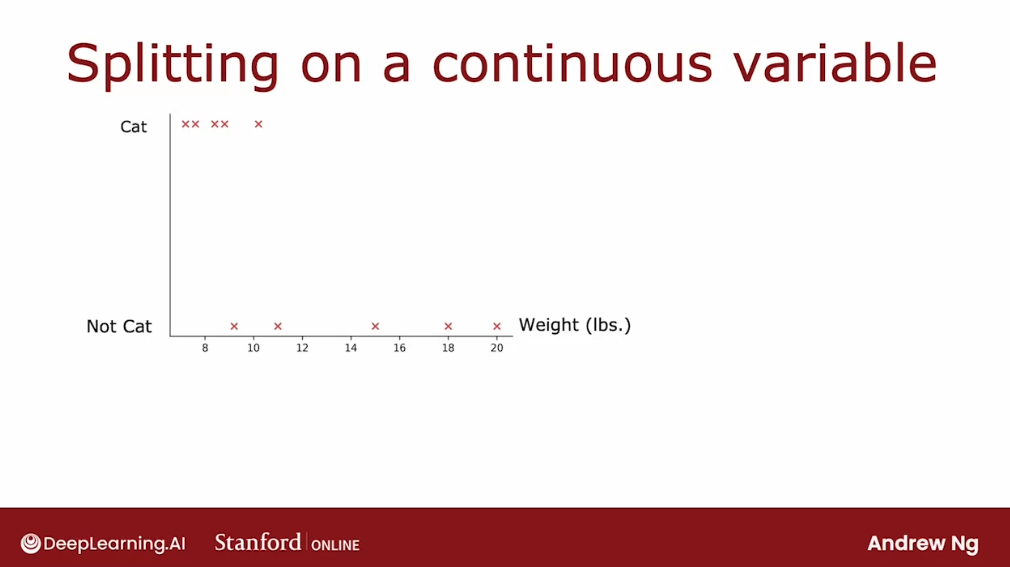 Splitting on a continuous variable
Cat
Not Cat
Weight (lbs.)
8 10 12 14 16 18 20
DeepLearning.AI Stanford ONLINE Andrew Ng